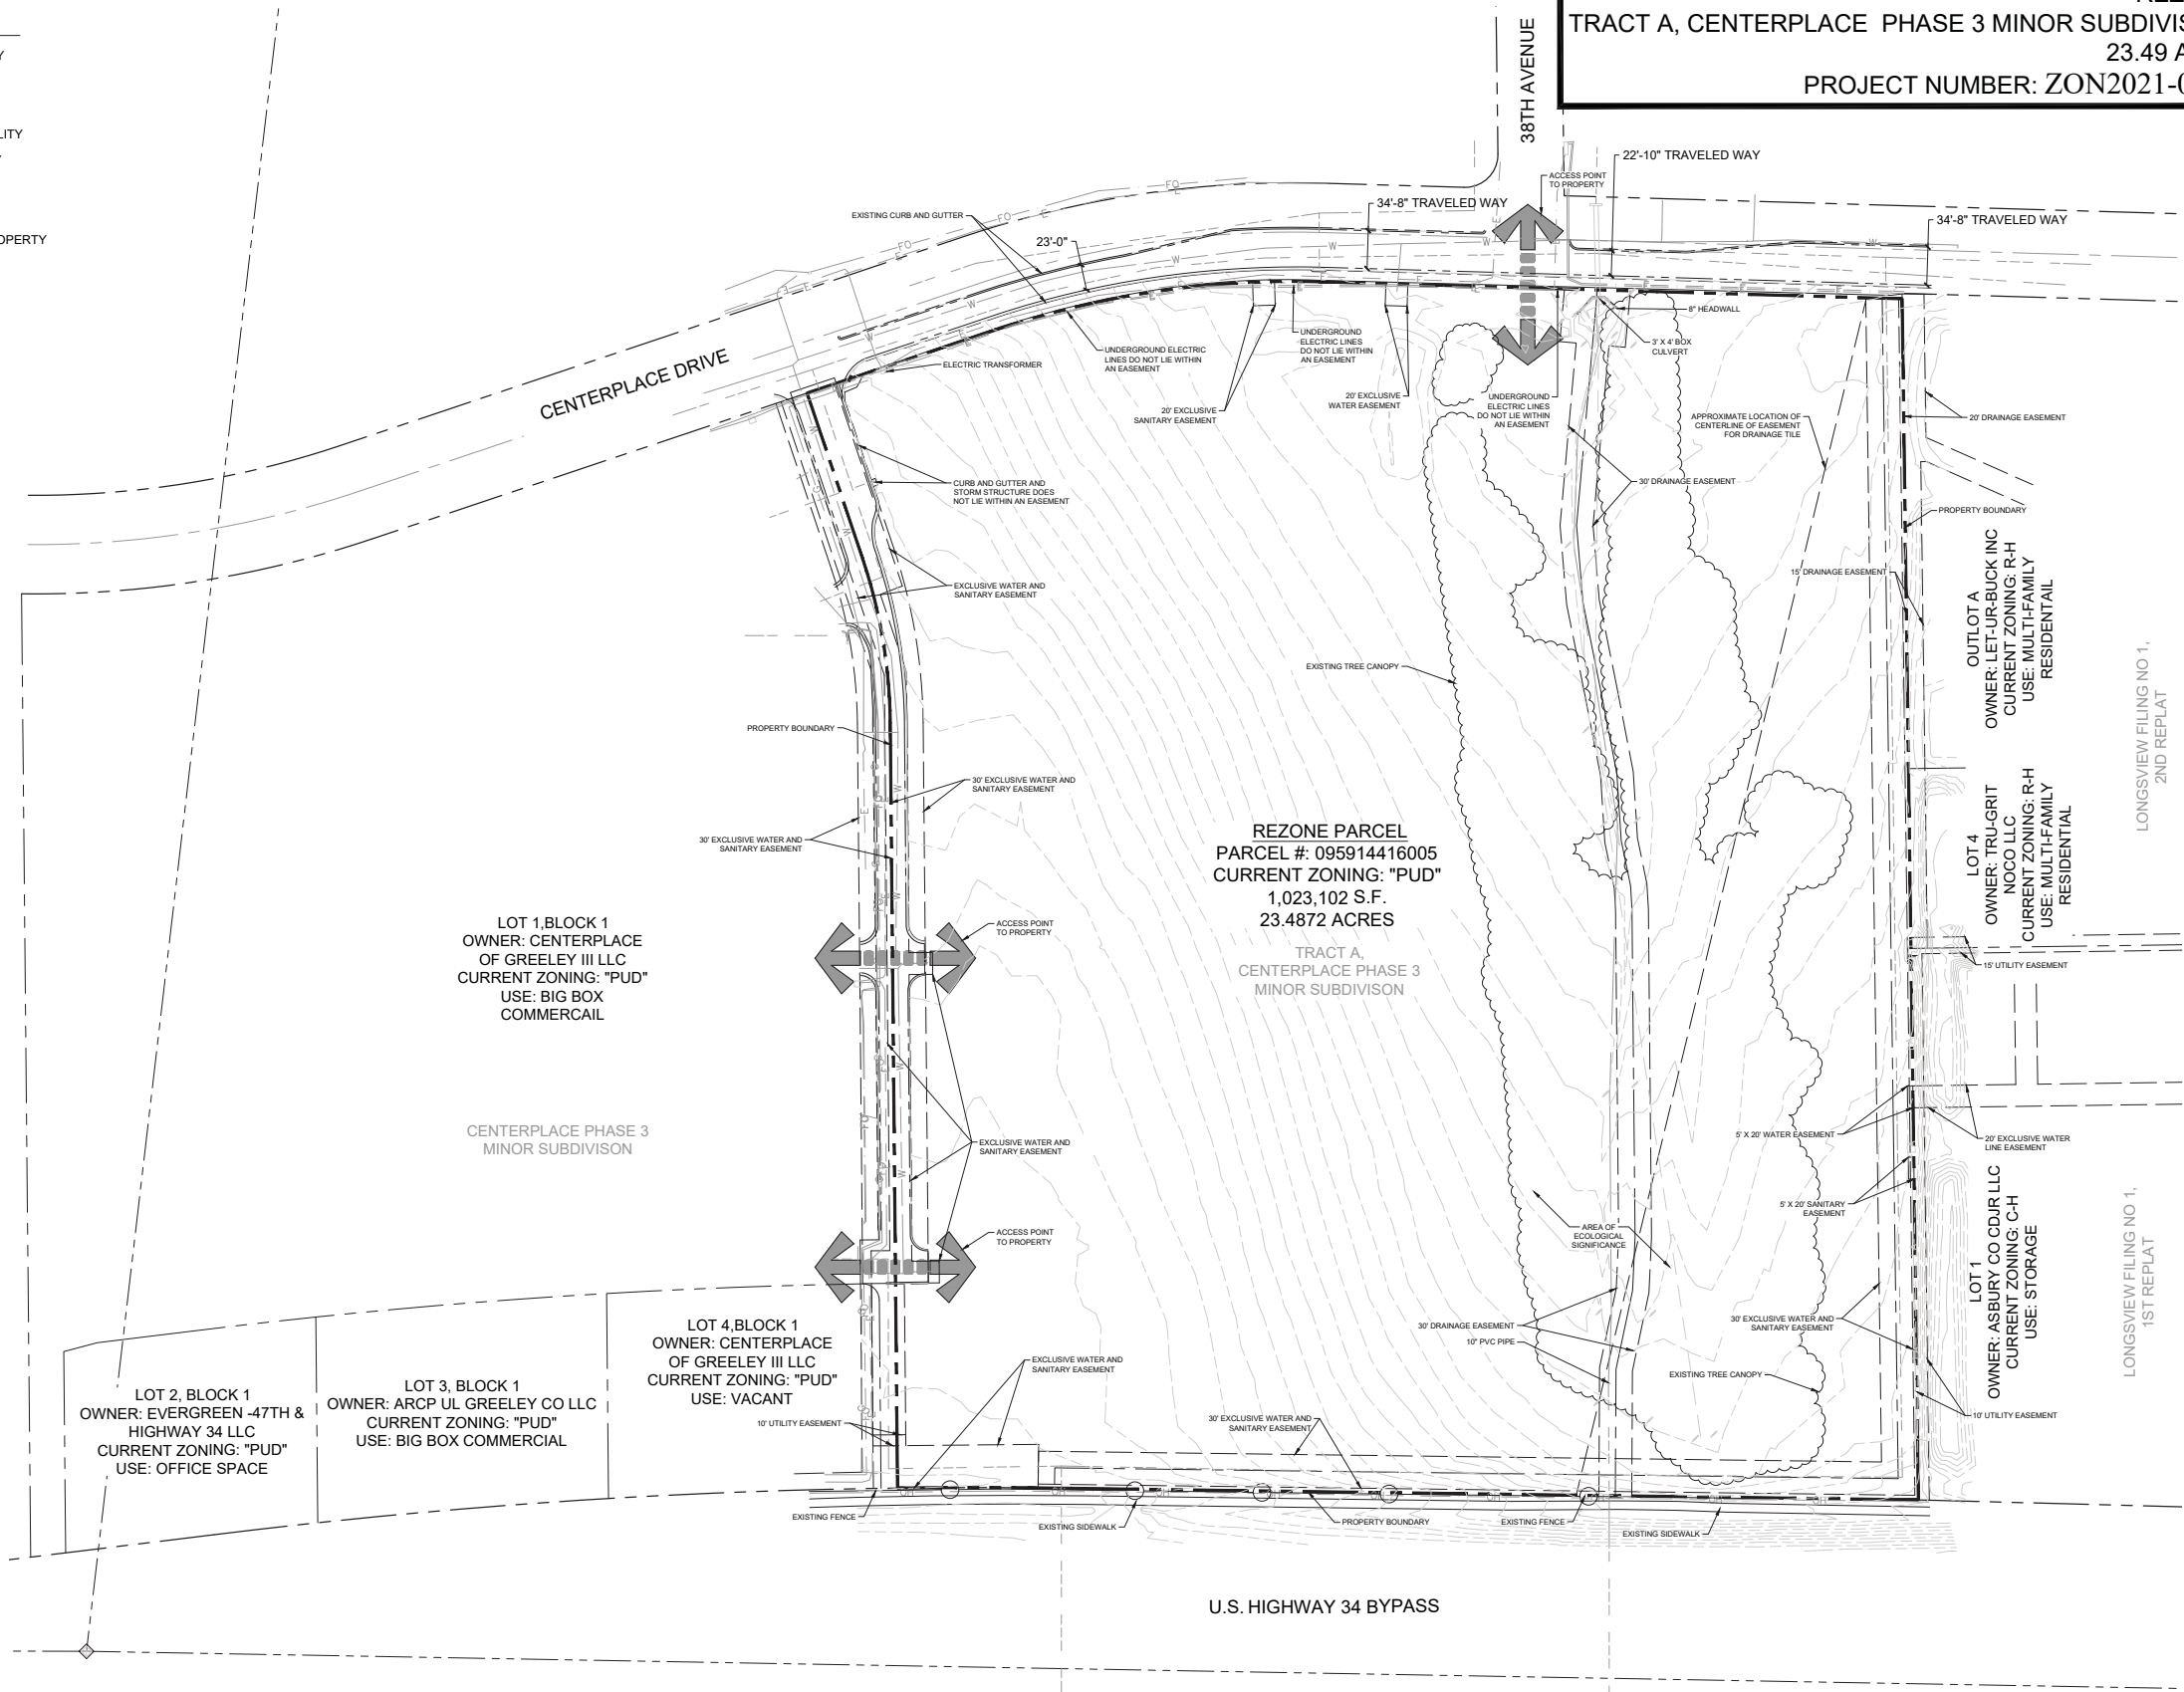 TRACT A, CENTERPLACE PHASE 3 MINOR
23.49
PROJECT NUMBER:
38TH AVENUE
22'-10" TRAVELED WAY
ACCESS POINT
TO PROPERTY
34'-8" TRAVELED WAY
34'-8" TRAVELED WAY
EXISTING CURB AND GUTTER
23'-0"
8" HEADWALL
3' X 4' BOX
CULVERT
UNDERGROUND
ELECTRIC LINES
DO NOT LIE WITHIN
AN EASEMENT
UNDERGROUND ELECTRIC
LINES DO NOT LIE WITHIN
AN EASEMENT
ELECTRIC TRANSFORMER
CENTERPLACE DRIVE
20' EXCLUSIVE
SANITARY EASEMENT
20' EXCLUSIVE
WATER EASEMENT
UNDERGROUND
ELECTRIC LINES
DO NOT LIE WITHIN
AN EASEMENT
APPROXIMATE LOCATION OF
CENTERLINE OF EASEMENT
FOR DRAINAGE TILE
20' DRAINAGE EASEMENT
CURB AND GUTTER AND
STORM STRUCTURE DOES
NOT LIE WITHIN AN EASEMENT
30' DRAINAGE EASEMENT
PROPERTY BOUNDARY
EXCLUSIVE WATER AND
SANITARY EASEMENT
15' DRAINAGE EASEMENT
OUTLOT A
OWNER: LET-UR-BUCK INC
CURRENT ZONING: R-H
USE: MULTI-FAMILY
RESIDENTAIL
LONGSVIEW FILING NO 1,
2ND REPLAT
EXISTING TREE CANOPY
PROPERTY BOUNDARY
30' EXCLUSIVE WATER AND
SANITARY EASEMENT
30' EXCLUSIVE WATER AND
SANITARY EASEMENT
REZONE PARCEL
PARCEL #: 095914416005
CURRENT ZONING: "PUD"
1,023,102 S.F.
23.4872 ACRES
TRACT A,
CENTERPLACE PHASE 3
MINOR SUBDIVISON
LOT 4
OWNER: TRU-GRIT
NOCO LLC
CURRENT ZONING: R-H
USE: MULTI-FAMILY
RESIDENTIAL
LOT 1,BLOCK 1
OWNER: CENTERPLACE
OF GREELEY III LLC
CURRENT ZONING: "PUD"
USE: BIG BOX
COMMERCAIL
ACCESS POINT
TO PROPERTY
15' UTILITY EASEMENT
CENTERPLACE PHASE 3
MINOR SUBDIVISON
EXCLUSIVE WATER AND
SANITARY EASEMENT
5' X 20' WATER EASEMENT
20' EXCLUSIVE WATER
LINE EASEMENT
5' X 20' SANITARY
EASEMENT
LOT 1
OWNER: ASBURY CO CDJR LLC
CURRENT ZONING: C-H
USE: STORAGE
LONGSVIEW FILING NO 1,
1ST REPLAT
ACCESS POINT
TO PROPERTY
AREA OF
ECOLOGICAL
SIGNIFICANCE
30' DRAINAGE EASEMENT
10" PVC PIPE
30' EXCLUSIVE WATER AND
SANITARY EASEMENT
LOT 4,BLOCK 1
OWNER: CENTERPLACE
OF GREELEY III LLC
CURRENT ZONING: "PUD"
USE: VACANT
EXCLUSIVE WATER AND
SANITARY EASEMENT
EXISTING TREE CANOPY
LOT 2, BLOCK 1
OWNER: EVERGREEN -47TH &
HIGHWAY 34 LLC
CURRENT ZONING: "PUD"
USE: OFFICE SPACE
LOT 3, BLOCK 1
OWNER: ARCP UL GREELEY CO LLC
CURRENT ZONING: "PUD"
USE: BIG BOX COMMERCIAL
10' UTILITY EASEMENT
30' EXCLUSIVE WATER AND
SANITARY EASEMENT
10' UTILITY EASEMENT
EXISTING FENCE
EXISTING SIDEWALK
PROPERTY BOUNDARY
EXISTING FENCE
EXISTING SIDEWALK
U.S. HIGHWAY 34 BYPASS